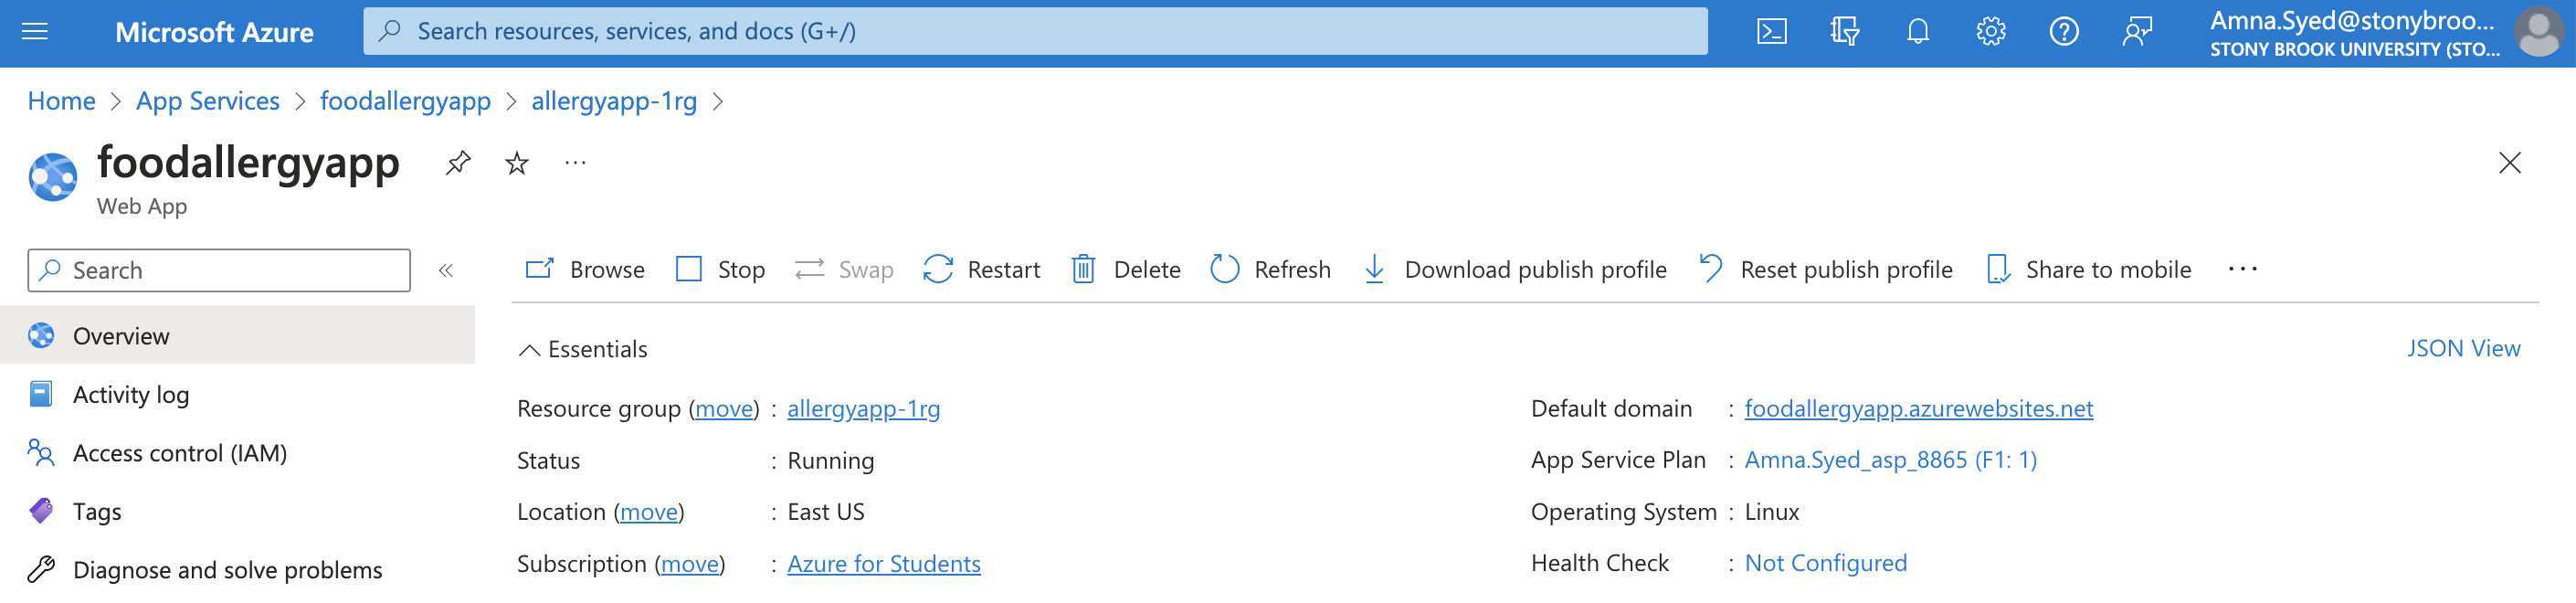 Microsoft Azure
Search resources, services, and docs (G+/)
Amna.Syed@stonybroo...
STONY BROOK UNIVERSITY (STO...
Home > App Services > foodallergyapp > allergyapp-1rg >
foodallergyapp
Web App
Search
Browse Stop Swap Restart Delete Refresh Download publish profile Reset publish profile Share to mobile
Overview
Activity log
Access control (IAM)
Tags
Diagnose and solve problems
Essentials
JSON View
Resource group (move) : allergyapp-1rg
Status : Running
Location (move) : East US
Subscription (move) : Azure for Students
Default domain : foodallergyapp.azurewebsites.net
App Service Plan : Amna.Syed_asp_8865 (F1: 1)
Operating System : Linux
Health Check : Not Configured